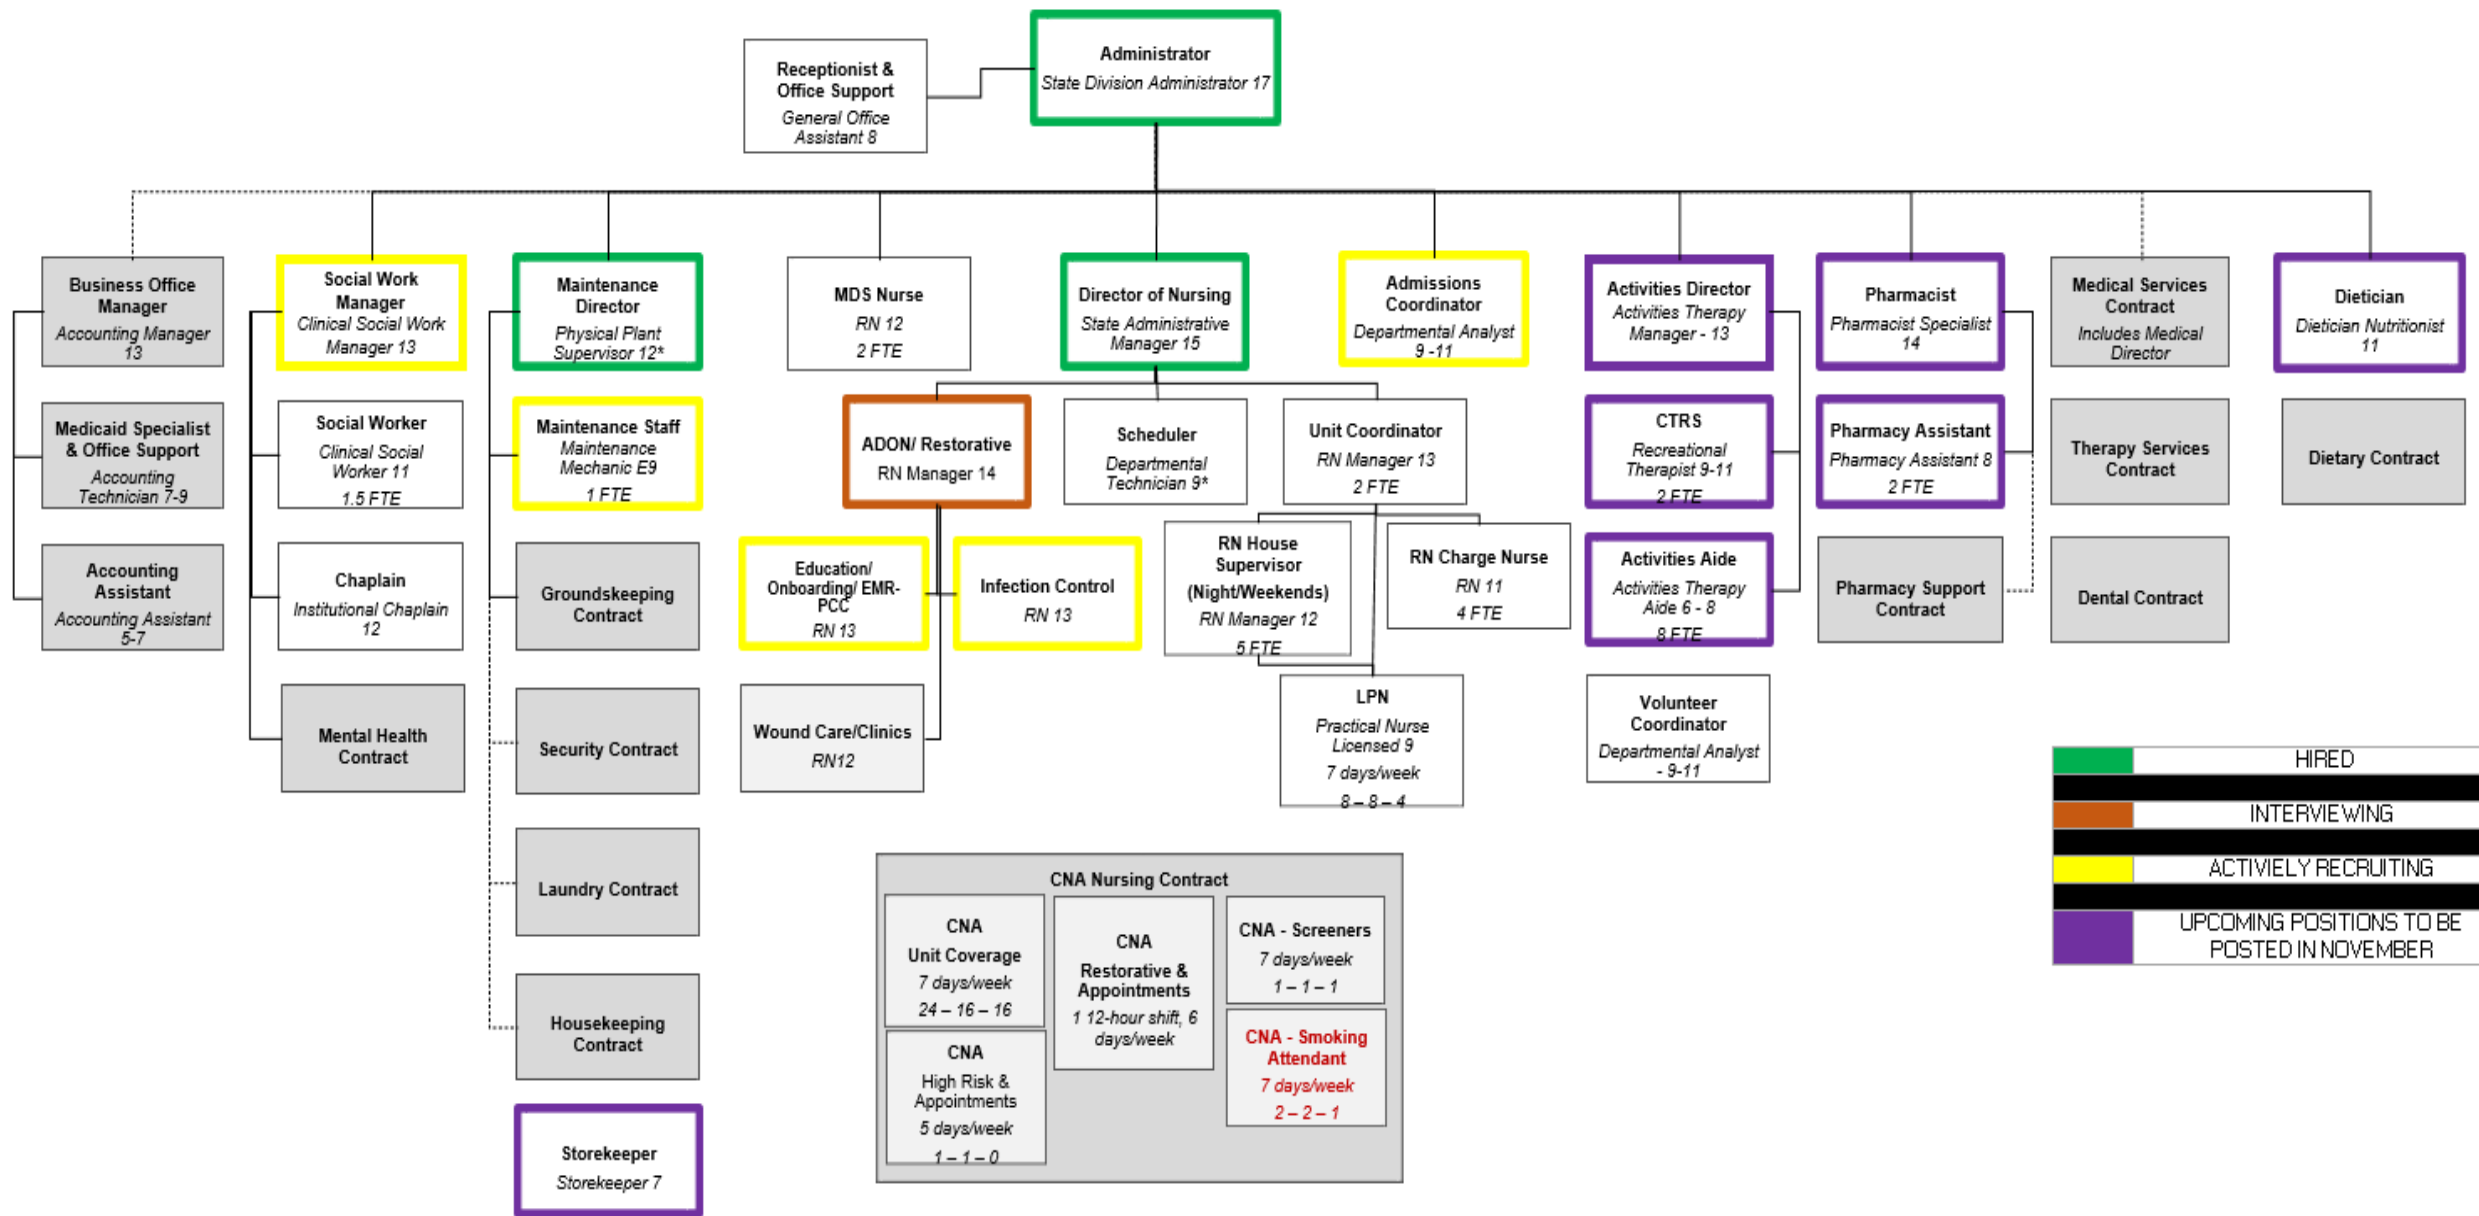 Administrator
State Division Administrator 17
Receptionist &
Office Support
General Office
Assistant 8
Business Office
Manager
Accounting Manager
13
Medicaid Specialist
& Office Support
Accounting
Technician 7-9
Accounting
Assistant
Accounting Assistant
5-7
Social Work
Manager
Clinical Social Work
Manager 13
Social Worker
Clinical Social
Worker 11
1.5 FTE
Chaplain
Institutional Chaplain
12
Mental Health
Contract
Maintenance
Director
Physical Plant
Supervisor 12*
Maintenance Staff
Maintenance
Mechanic E9
1 FTE
Groundskeeping
Contract
Security Contract
Laundry Contract
Housekeeping
Contract
Storekeeper
Storekeeper 7
MDS Nurse
RN 12
2 FTE
Director of Nursing
State Administrative
Manager 15
ADON/ Restorative
RN Manager 14
Scheduler
Departmental
Technician 9*
Unit Coordinator
RN Manager 13
2 FTE
Education/
Onboarding/ EMR-
PCC
RN 13
Infection Control
RN 13
Wound Care/Clinics
RN12
RN House
Supervisor
(Night/Weekends)
RN Manager 12
5 FTE
RN Charge Nurse
RN 11
4 FTE
LPN
Practical Nurse
Licensed 9
7 days/week
8 – 8 – 4
Admissions
Coordinator
Departmental Analyst
9 -11
Activities Director
Activities Therapy
Manager - 13
CTRS
Recreational
Therapist 9-11
2 FTE
Activities Aide
Activities Therapy
Aide 6 - 8
8 FTE
Volunteer
Coordinator
Departmental Analyst
- 9-11
Pharmacist
Pharmacist Specialist
14
Pharmacy Assistant
Pharmacy Assistant 8
2 FTE
Pharmacy Support
Contract
Medical Services
Contract
Includes Medical
Director
Therapy Services
Contract
Dental Contract
Dietician
Dietician Nutritionist
11
Dietary Contract
CNA Nursing Contract
CNA
Unit Coverage
7 days/week
24 – 16 – 16
CNA
High Risk &
Appointments
5 days/week
1 – 1 – 0
CNA
Restorative &
Appointments
1 12-hour shift, 6
days/week
CNA - Screeners
7 days/week
1 – 1 – 1
CNA - Smoking
Attendant
7 days/week
2 – 2 – 1
HIRED
INTERVIEWING
ACTIVIELY RECRUITING
UPCOMING POSITIONS TO BE
POSTED IN NOVEMBER